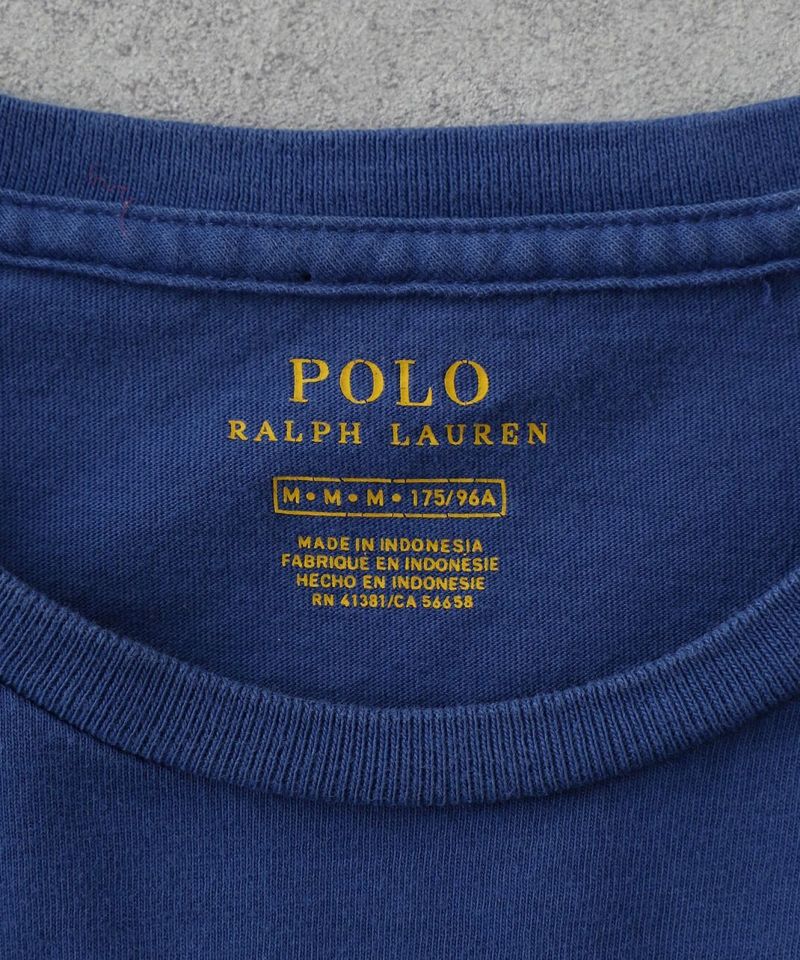 POLO
RALPH LAUREN
M • M • M • 175/96A
MADE IN INDONESIA
FABRIQUÉ EN INDONÉSIE
HECHO EN INDONESIE
RN 41381/CA 56658